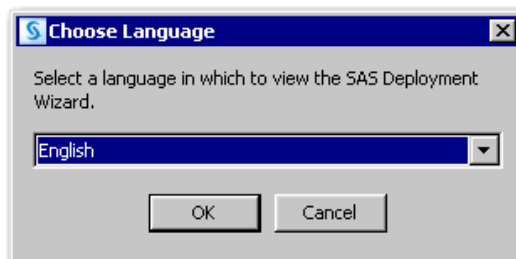 Choose Language
Select a language in which to view the SAS Deployment
Wizard.
English
OK
Cancel